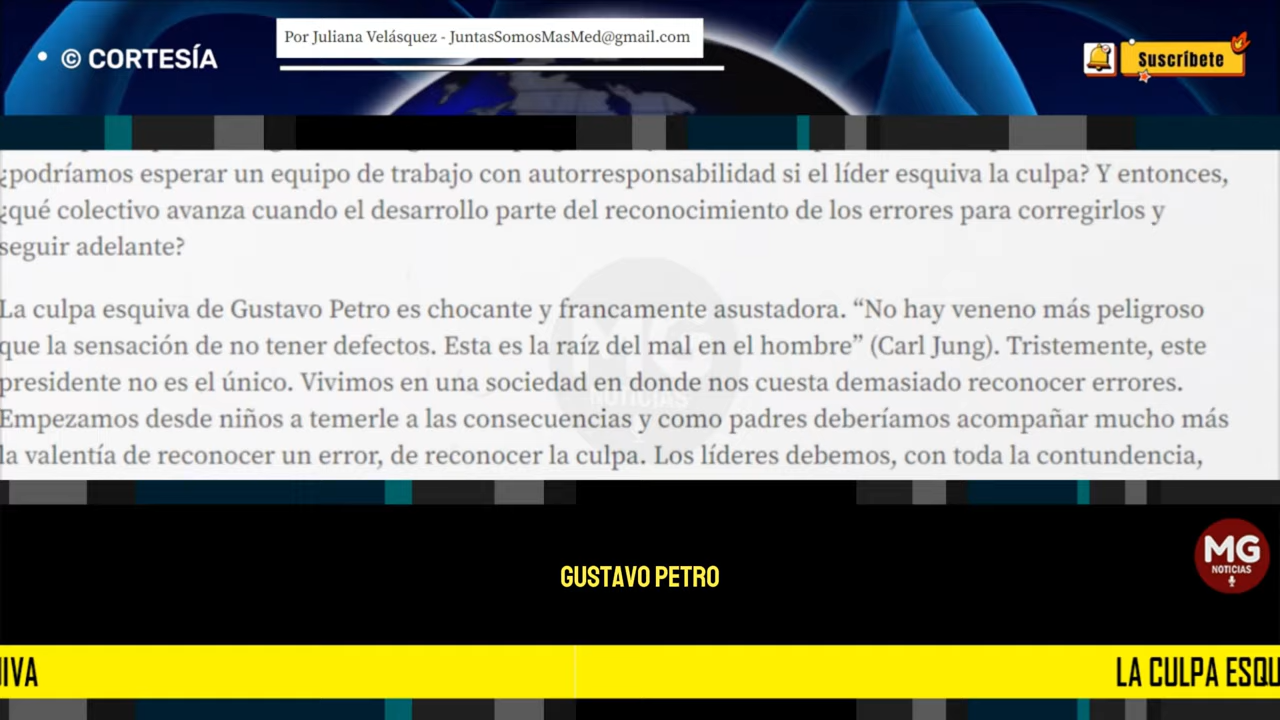 Por Juliana Velásquez - JuntasSomosMasMed@gmail.com
• © CORTESÍA
Suscríbete
¿podríamos esperar un equipo de trabajo con autorresponsabilidad si el líder esquiva la culpa? Y entonces,
¿qué colectivo avanza cuando el desarrollo parte del reconocimiento de los errores para corregirlos y
seguir adelante?
La culpa esquiva de Gustavo Petro es chocante y francamente asustadora. “No hay veneno más peligroso
que la sensación de no tener defectos. Esta es la raíz del mal en el hombre” (Carl Jung). Tristemente, este
presidente no es el único. Vivimos en una sociedad en donde nos cuesta demasiado reconocer errores.
Empezamos desde niños a temerle a las consecuencias y como padres deberíamos acompañar mucho más
la valentía de reconocer un error, de reconocer la culpa. Los líderes debemos, con toda la contundencia,
MG
NOTICIAS
GUSTAVO PETRO
MG
NOTICIAS
IVA
LA CULPA ESQU